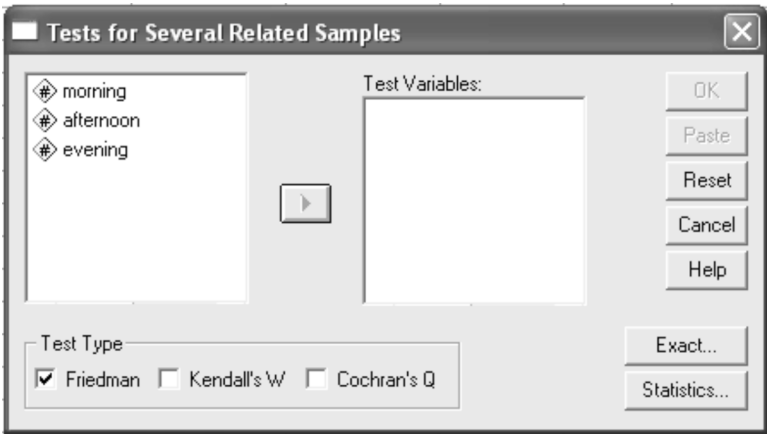 Tests for Several Related Samples
# morning
# afternoon
# evening
Test Variables:
OK
Paste
Reset
Cancel
Help
Test Type
Friedman Kendall's W Cochran's Q
Exact...
Statistics...